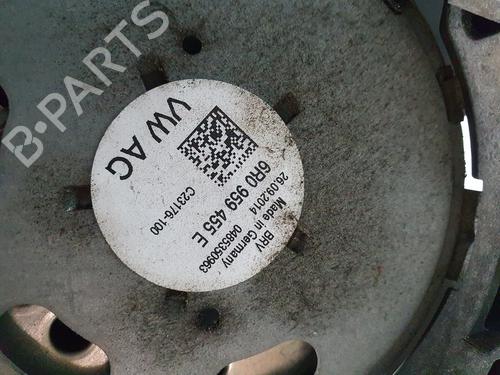 B-PARTS
VW AG
C23176-100
6R0 959 455 E
26.09.2014
Made in Germany
BRV 0485350963